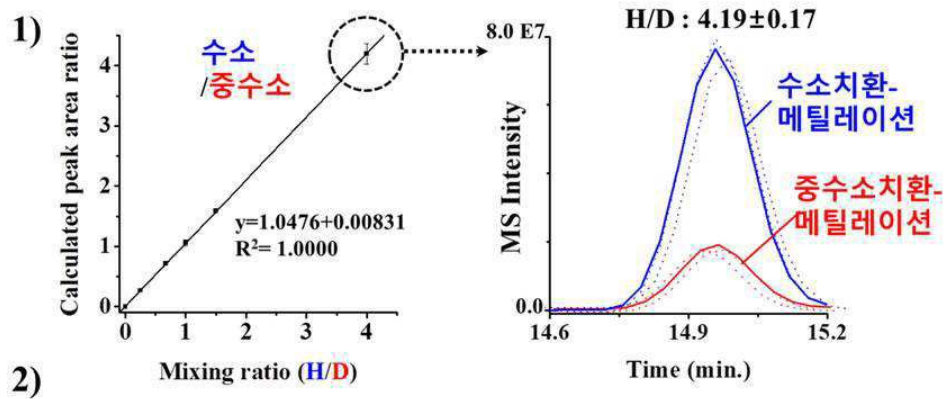 1)
Calculated peak area ratio
4
3
2
1
0
수소
/중수소
y=1.0476+0.00831
R²= 1.0000
0 1 2 3 4
Mixing ratio (H/D)
H/D : 4.19±0.17
8.0 E7
MS Intensity
0.0
수소치환-
메틸레이션
중수소치환-
메틸레이션
14.6 14.9 15.2
Time (min.)
2)